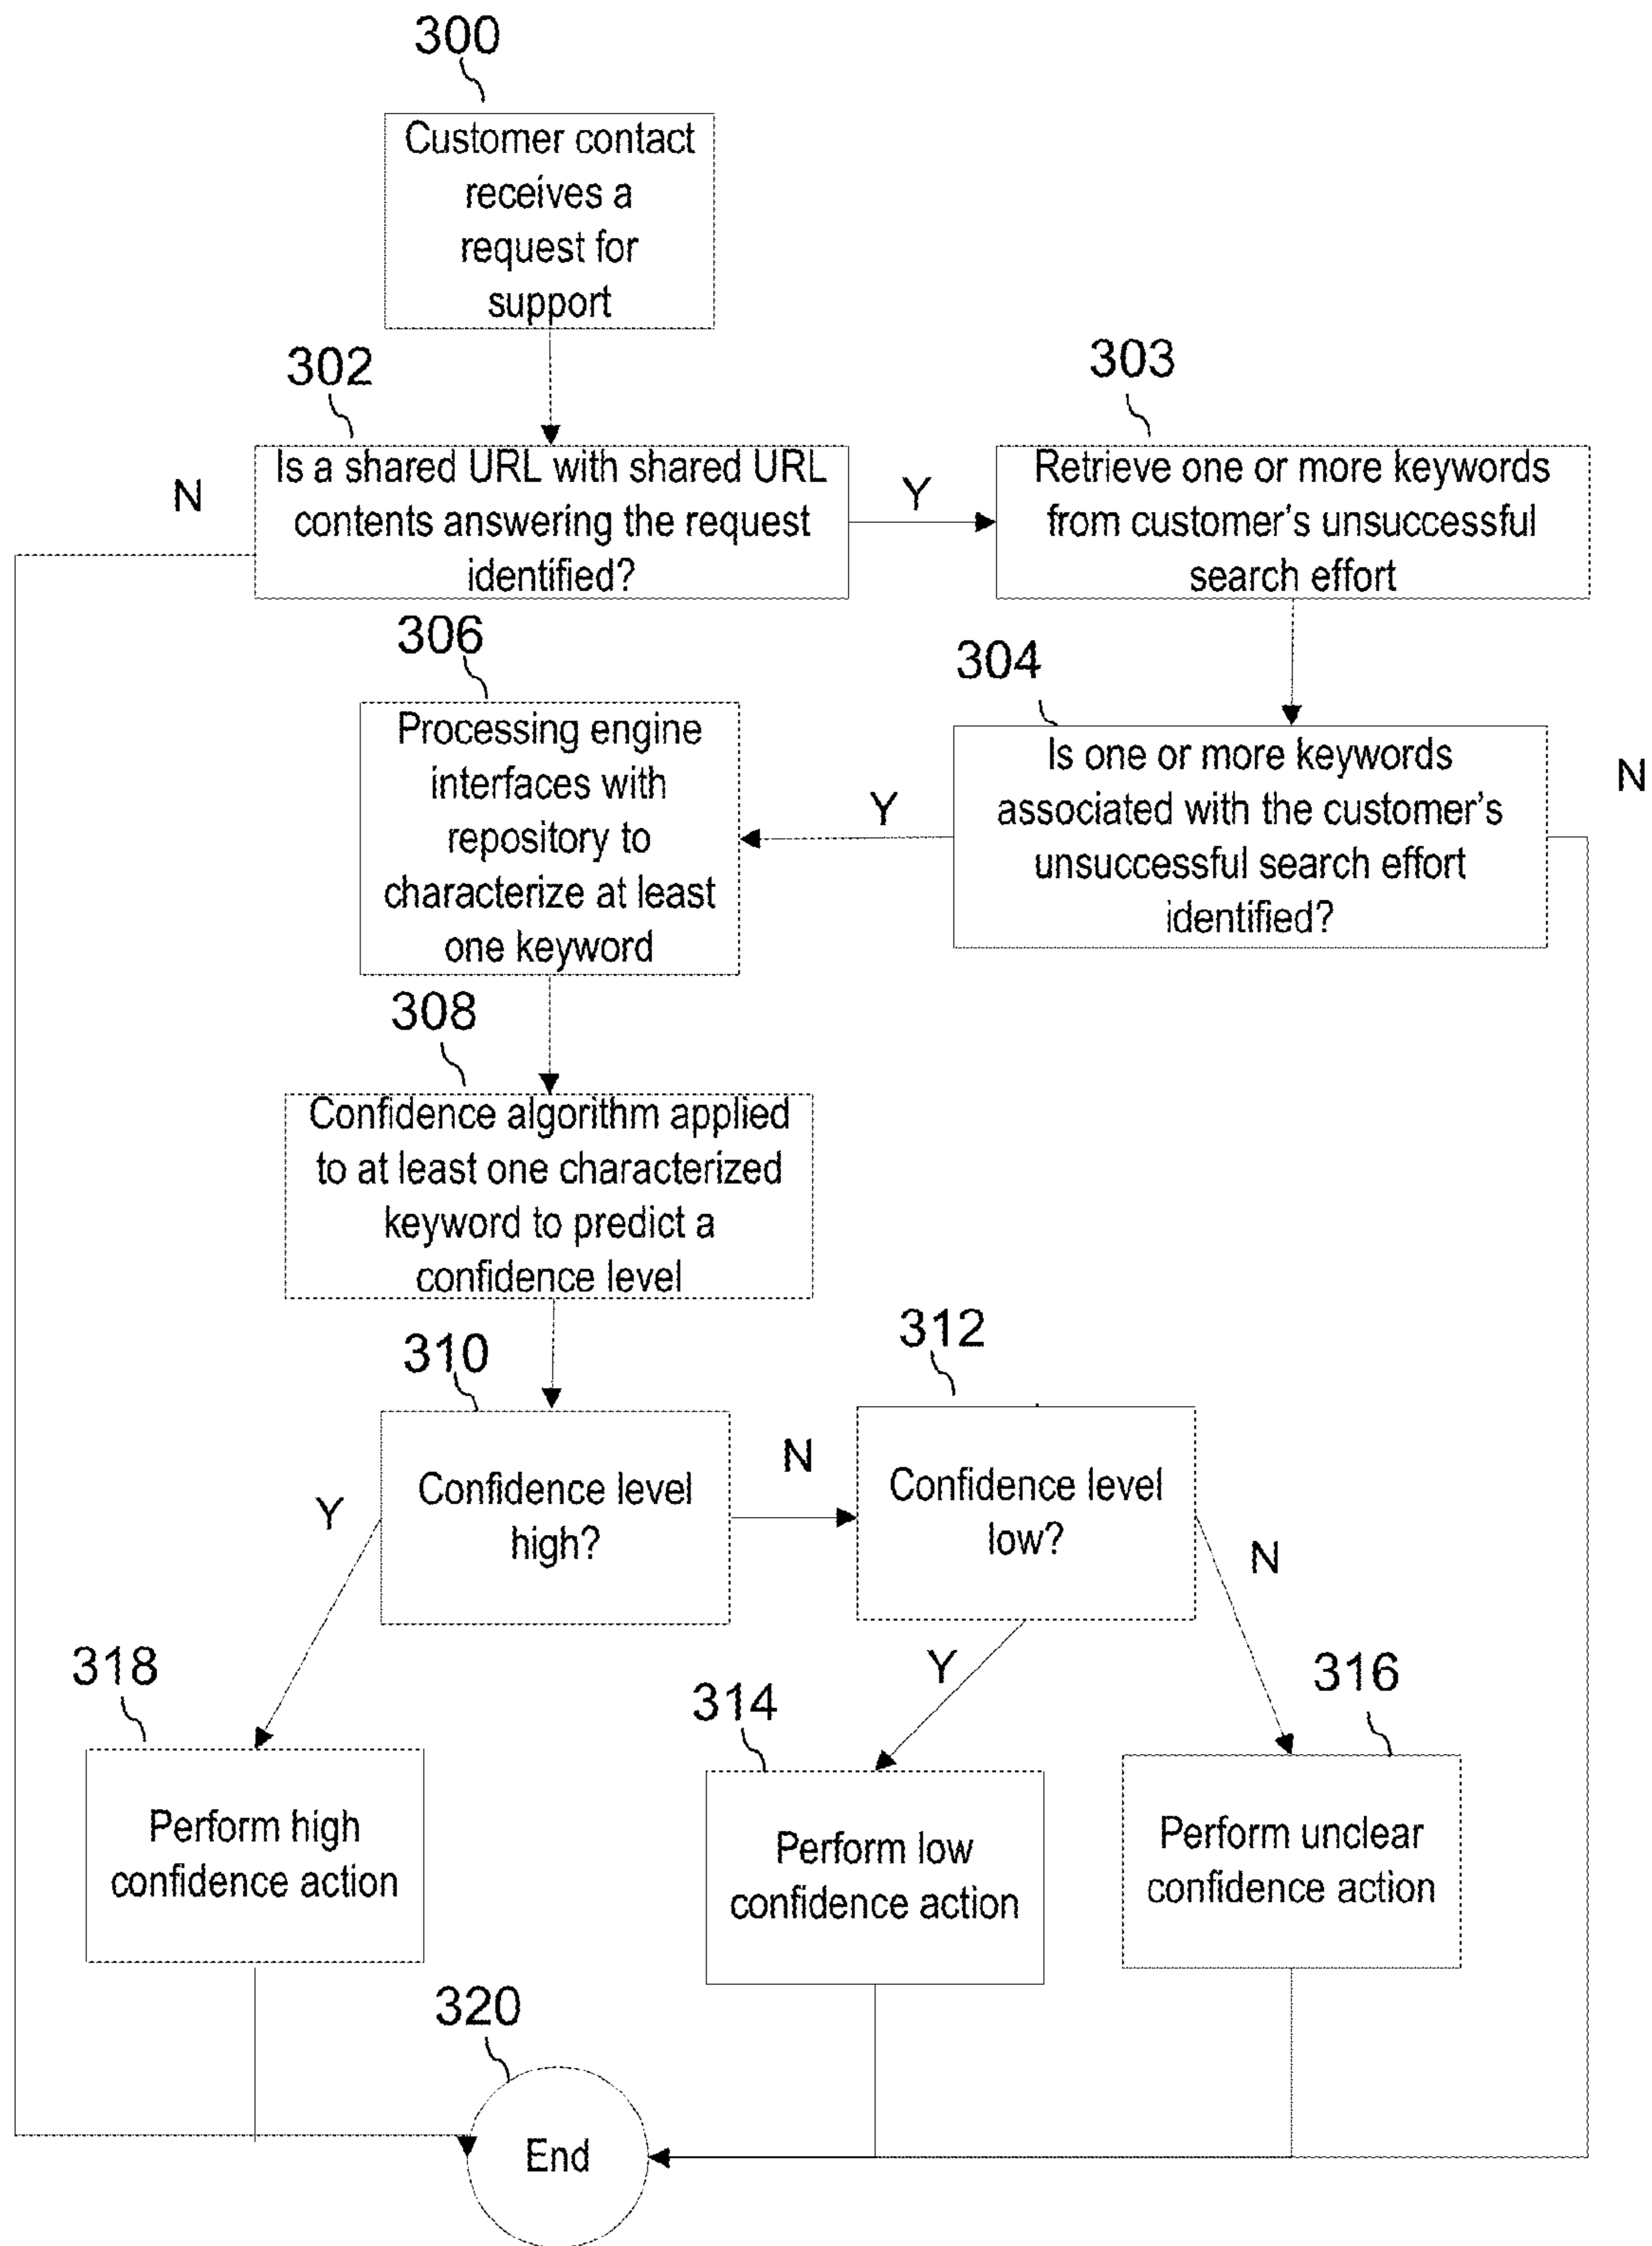 300
Customer contact
receives a
request for
support
302
303
N
Is a shared URL with shared URL
contents answering the request
identified?
Y
Retrieve one or more keywords
from customer's unsuccessful
search effort
306
304
Processing engine
interfaces with
repository to
characterize at least
one keyword
Y
Is one or more keywords
associated with the customer's
unsuccessful search effort
identified?
N
308
Confidence algorithm applied
to at least one characterized
keyword to predict a
confidence level
310
312
Confidence level
high?
N
Confidence level
low?
Y
N
318
Y
314
316
Perform high
confidence action
Perform low
confidence action
Perform unclear
confidence action
320
End